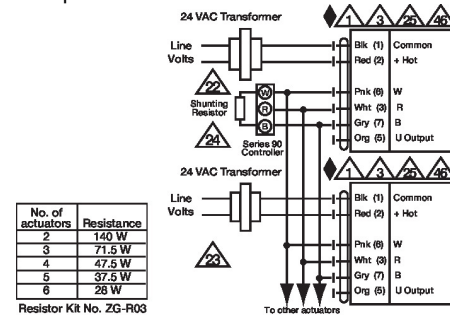 24 VAC Transformer
1 3 25 46
Line
Volts
Blk (1) Common
Red (2) + Hot
22
Shunting
Resistor
W
R
B
Pnk (6) W
Wht (3) R
Gry (7) B
Org (5) U Output
24
Series 90
Controller
24 VAC Transformer
1 3 25 46
Line
Volts
Blk (1) Common
Red (2) + Hot
23
Pnk (6) W
Wht (3) R
Gry (7) B
Org (5) U Output
To other actuators
No. of
actuators Resistance
2 140 W
3 71.5 W
4 47.5 W
5 37.5 W
6 28 W
Resistor Kit No. ZG-R03